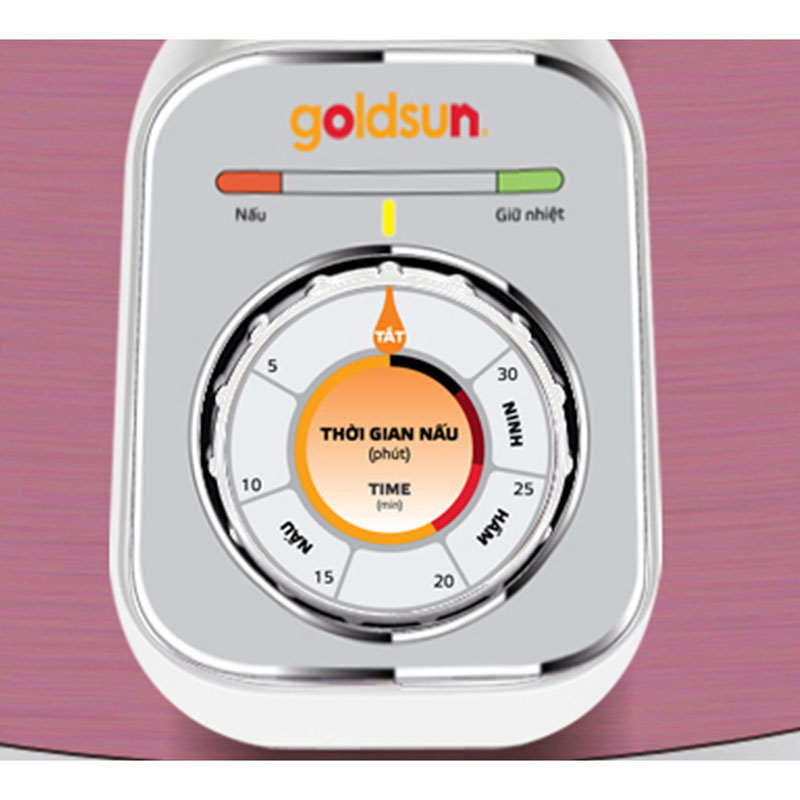 goldsun
Nấu
Giữ nhiệt
TẮT
5
30
NINH
THỜI GIAN NẤU
(phút)
TIME
(min)
10
25
HẦM
NẤU
15
20